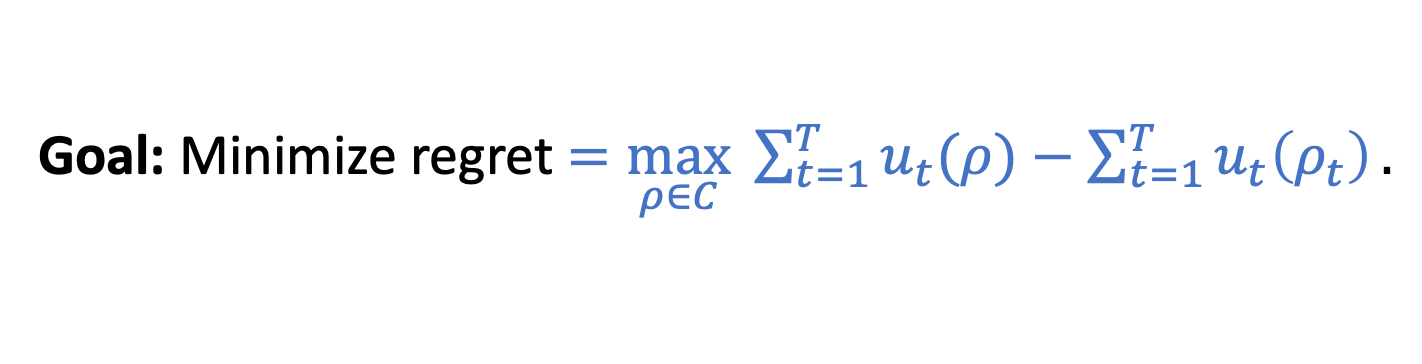 Goal: Minimize regret = max_{ρ∈C} ∑_{t=1}^{T} u_t(ρ) − ∑_{t=1}^{T} u_t(ρ_t).